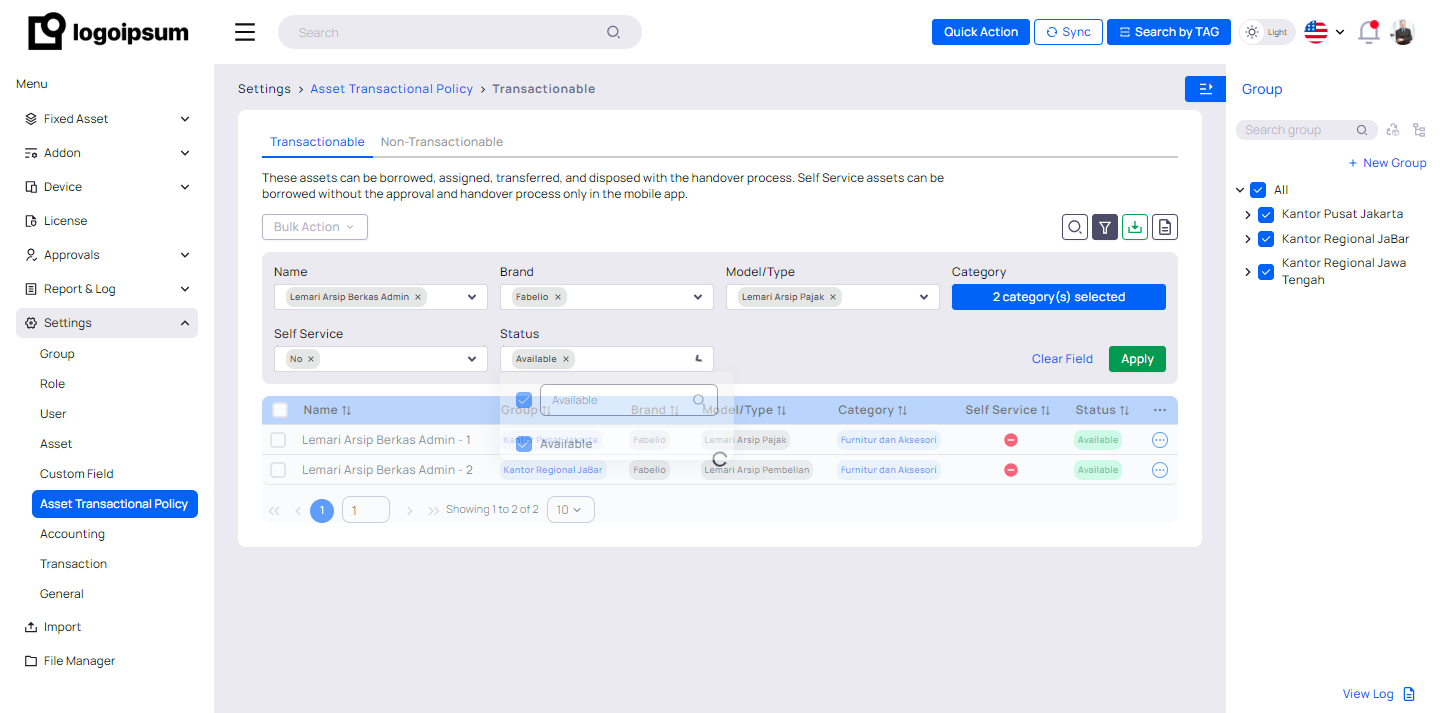 logoipsum
Search
Quick Action
Sync
Search by TAG
Light
Menu
Fixed Asset
Addon
Device
License
Approvals
Report & Log
Settings
Group
Role
User
Asset
Custom Field
Asset Transactional Policy
Accounting
Transaction
General
Import
File Manager
Settings > Asset Transactional Policy > Transactionable
Transactionable Non-Transactionable
These assets can be borrowed, assigned, transferred, and disposed with the handover process. Self Service assets can be
borrowed without the approval and handover process only in the mobile app.
Bulk Action
Name Brand Model/Type Category
Lemari Arsip Berkas Admin × Fabelio × Lemari Arsip Pajak × 2 category(s) selected
Self Service Status
No × Available × Clear Field Apply
Available
Available
Name Group Brand Model/Type Category Self Service Status
Lemari Arsip Berkas Admin - 1 Kantor Pusat Jakarta Fabelio Lemari Arsip Pajak Furnitur dan Aksesori Available
Lemari Arsip Berkas Admin - 2 Kantor Regional JaBar Fabelio Lemari Arsip Pembelian Furnitur dan Aksesori Available
1 1 Showing 1 to 2 of 2 10
Group
Search group
+ New Group
All
Kantor Pusat Jakarta
Kantor Regional JaBar
Kantor Regional Jawa
Tengah
View Log